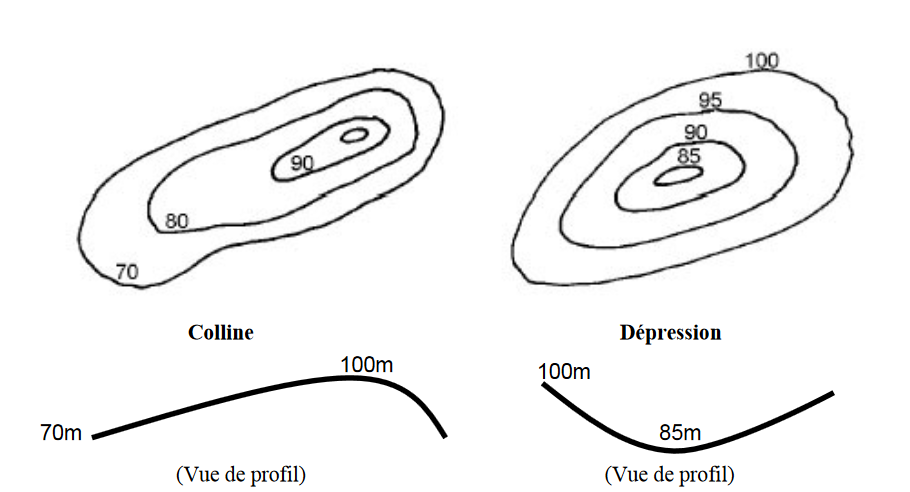 70
80
90
Colline
70m
100m
(Vue de profil)
100
95
90
85
Dépression
100m
85m
(Vue de profil)